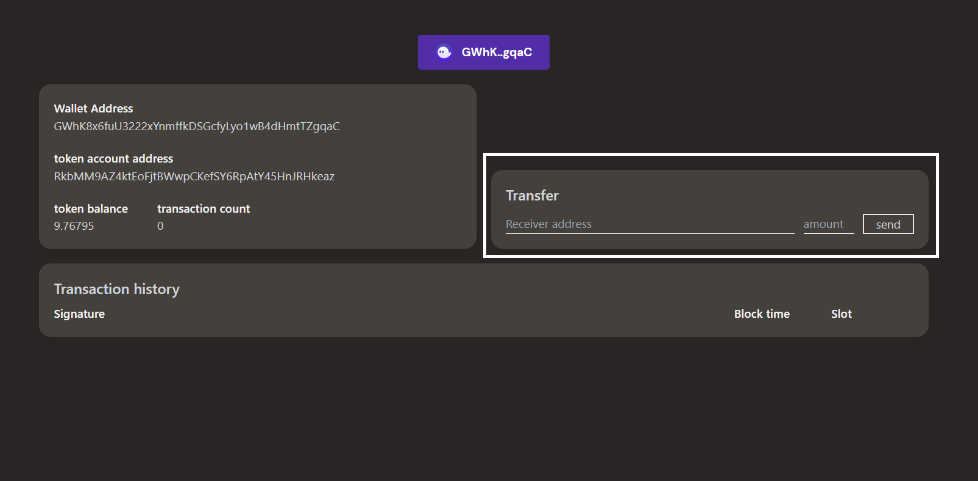 GWhK..gqaC
Wallet Address
GWhK8x6fuU3222xYnmffkDSGcfyLyo1wB4dHmtTZgqaC
token account address
RkbMM9AZ4ktEoFjtBWwpCKefSY6RpAtY45HnJRHkeaz
token balance transaction count
9.76795 0
Transfer
Receiver address amount send
Transaction history
Signature Block time Slot